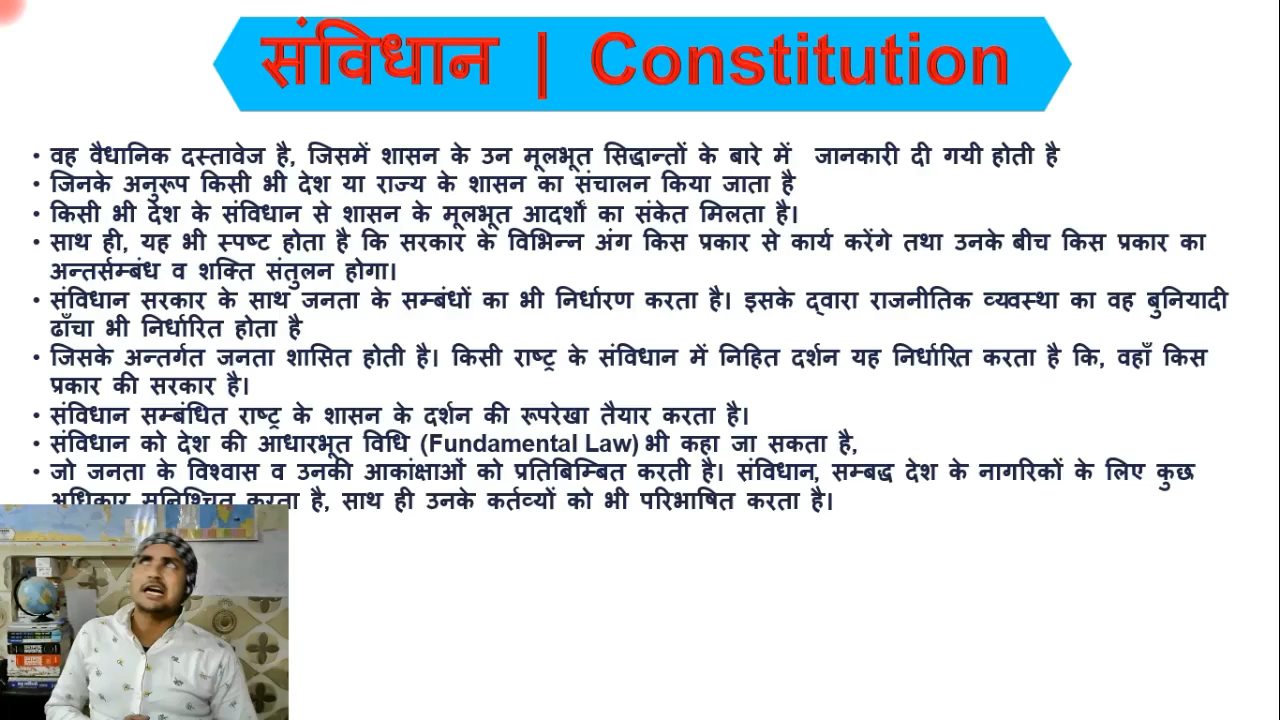 संविधान | Constitution
• वह वैधानिक दस्तावेज है, जिसमें शासन के उन मूलभूत सिद्धान्तों के बारे में जानकारी दी गयी होती है
• जिनके अनुरूप किसी भी देश या राज्य के शासन का संचालन किया जाता है
• किसी भी देश के संविधान से शासन के मूलभूत आदर्शों का संकेत मिलता है।
• साथ ही, यह भी स्पष्ट होता है कि सरकार के विभिन्न अंग किस प्रकार से कार्य करेंगे तथा उनके बीच किस प्रकार का
अन्तर्सम्बंध व शक्ति संतुलन होगा।
• संविधान सरकार के साथ जनता के सम्बंधों का भी निर्धारण करता है। इसके द्वारा राजनीतिक व्यवस्था का वह बुनियादी
ढाँचा भी निर्धारित होता है
• जिसके अन्तर्गत जनता शासित होती है। किसी राष्ट्र के संविधान में निहित दर्शन यह निर्धारित करता है कि, वहाँ किस
प्रकार की सरकार है।
• संविधान सम्बंधित राष्ट्र के शासन के दर्शन की रूपरेखा तैयार करता है।
• संविधान को देश की आधारभूत विधि (Fundamental Law) भी कहा जा सकता है,
• जो जनता के विश्वास व उनकी आकांक्षाओं को प्रतिबिम्बित करती है। संविधान, सम्बद्ध देश के नागरिकों के लिए कुछ
अधिकार सुनिश्चित करता है, साथ ही उनके कर्तव्यों को भी परिभाषित करता है।